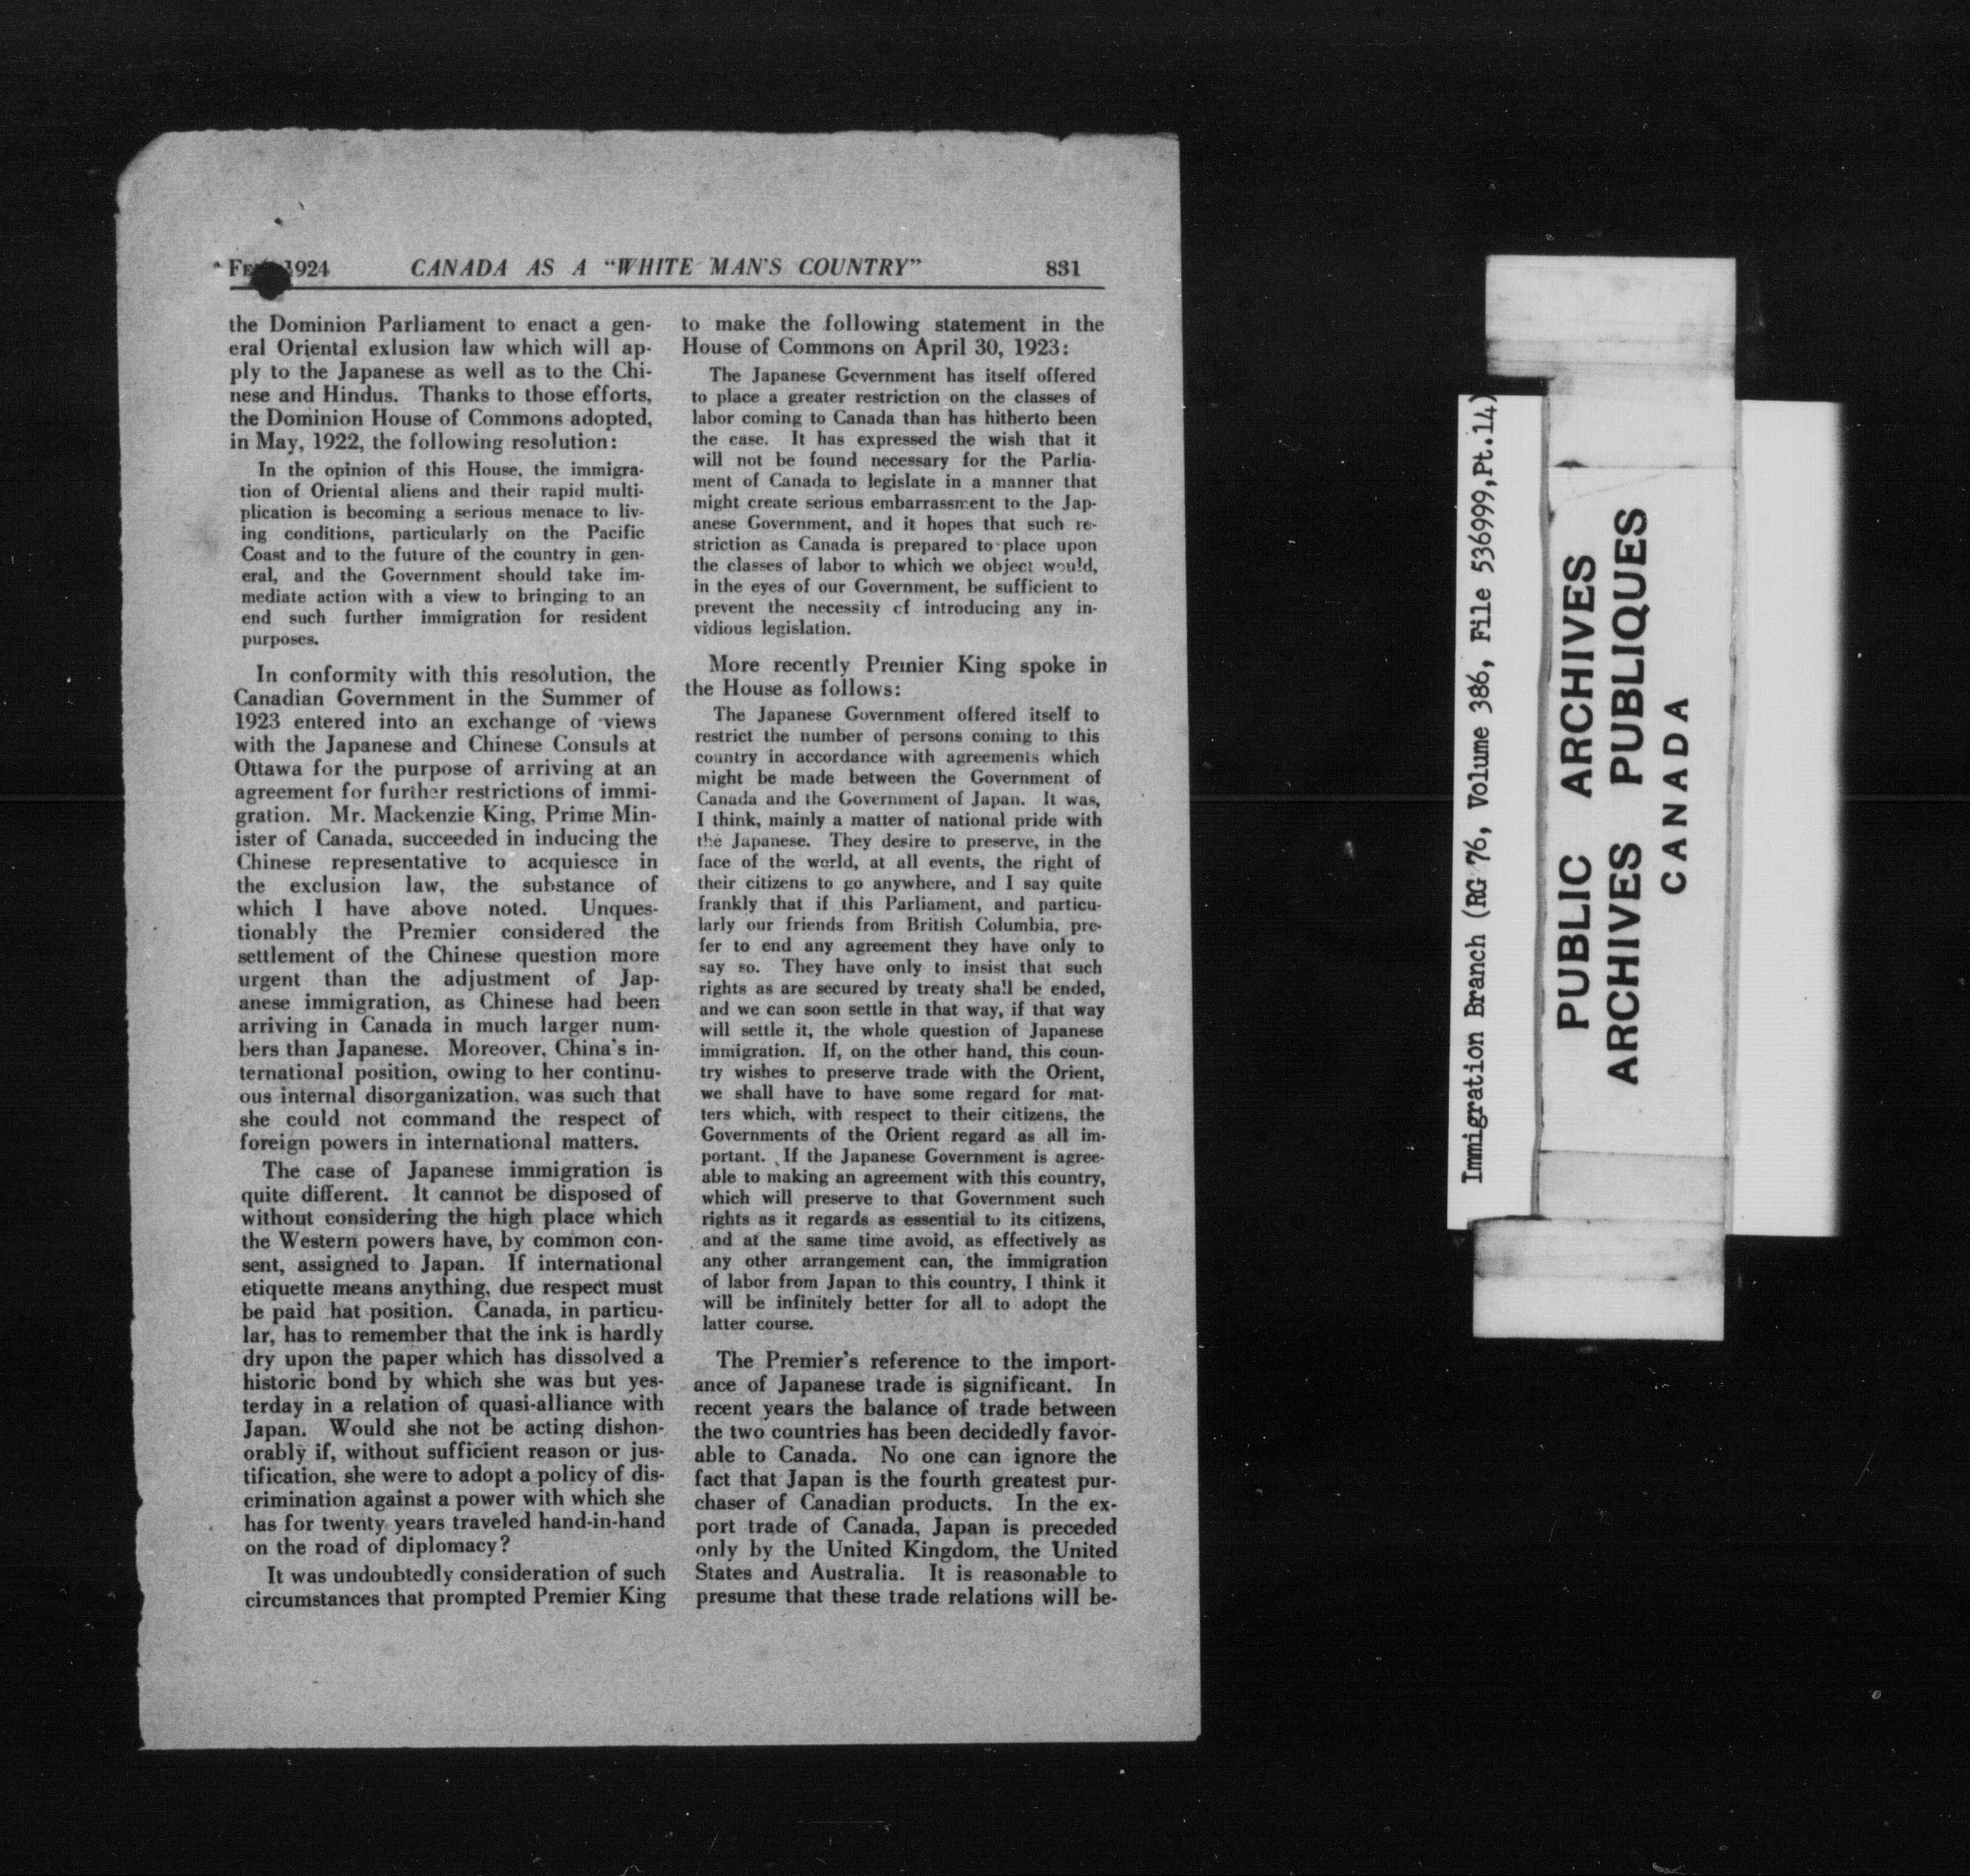 1924 CANADA AS A “WHITE MAN'S COUNTRY” 831
the Dominion Parliament to enact a gen-
eral Oriental exlusion law which will ap-
ply to the Japanese as well as to the Chi-
nese and Hindus. Thanks to those efforts,
the Dominion House of Commons adopted,
in May, 1922, the following resolution:
In the opinion of this House, the immigra-
tion of Oriental aliens and their rapid multi-
plication is becoming a serious menace to liv-
ing conditions, particularly on the Pacific
Coast and to the future of the country in gen-
eral, and the Government should take im-
mediate action with a view to bringing to an
end such further immigration for resident
purposes.
In conformity with this resolution, the
Canadian Government in the Summer of
1923 entered into an exchange of views
with the Japanese and Chinese Consuls at
Ottawa for the purpose of arriving at an
agreement for further restrictions of immi-
gration. Mr. Mackenzie King, Prime Min-
ister of Canada, succeeded in inducing the
Chinese representative to acquiesce in
the exclusion law, the substance of
which I have above noted. Unques-
tionably the Premier considered the
settlement of the Chinese question more
urgent than the adjustment of Jap-
anese immigration, as Chinese had been
arriving in Canada in much larger num-
bers than Japanese. Moreover, China's in-
ternational position, owing to her continu-
ous internal disorganization, was such that
she could not command the respect of
foreign powers in international matters.
The case of Japanese immigration is
quite different. It cannot be disposed of
without considering the high place which
the Western powers have, by common con-
sent, assigned to Japan. If international
etiquette means anything, due respect must
be paid hat position. Canada, in particu-
lar, has to remember that the ink is hardly
dry upon the paper which has dissolved a
historic bond by which she was but yes-
terday in a relation of quasi-alliance with
Japan. Would she not be acting dishon-
orably if, without sufficient reason or jus-
tification, she were to adopt a policy of dis-
crimination against a power with which she
has for twenty years traveled hand-in-hand
on the road of diplomacy?
It was undoubtedly consideration of such
circumstances that prompted Premier King
to make the following statement in the
House of Commons on April 30, 1923:
The Japanese Government has itself offered
to place a greater restriction on the classes of
labor coming to Canada than has hitherto been
the case. It has expressed the wish that it
will not be found necessary for the Parlia-
ment of Canada to legislate in a manner that
might create serious embarrassment to the Jap-
anese Government, and it hopes that such re-
striction as Canada is prepared to place upon
the classes of labor to which we object would,
in the eyes of our Government, be sufficient to
prevent the necessity of introducing any in-
vidious legislation.
More recently Premier King spoke in
the House as follows:
The Japanese Government offered itself to
restrict the number of persons coming to this
country in accordance with agreements which
might be made between the Government of
Canada and the Government of Japan. It was,
I think, mainly a matter of national pride with
the Japanese. They desire to preserve, in the
face of the world, at all events, the right of
their citizens to go anywhere, and I say quite
frankly that if this Parliament, and particu-
larly our friends from British Columbia, pre-
fer to end any agreement they have only to
say so. They have only to insist that such
rights as are secured by treaty shall be ended,
and we can soon settle in that way, if that way
will settle it, the whole question of Japanese
immigration. If, on the other hand, this coun-
try wishes to preserve trade with the Orient,
we shall have to have some regard for mat-
ters which, with respect to their citizens, the
Governments of the Orient regard as all im-
portant. If the Japanese Government is agree-
able to making an agreement with this country,
which will preserve to that Government such
rights as it regards as essential to its citizens,
and at the same time avoid, as effectively as
any other arrangement can, the immigration
of labor from Japan to this country, I think it
will be infinitely better for all to adopt the
latter course.
The Premier's reference to the import-
ance of Japanese trade is significant. In
recent years the balance of trade between
the two countries has been decidedly favor-
able to Canada. No one can ignore the
fact that Japan is the fourth greatest pur-
chaser of Canadian products. In the ex-
port trade of Canada, Japan is preceded
only by the United Kingdom, the United
States and Australia. It is reasonable to
presume that these trade relations will be-
Immigration Branch (RG 76, Volume 386, File 536999,Pt.14)
PUBLIC ARCHIVES
ARCHIVES PUBLIQUES
CANADA